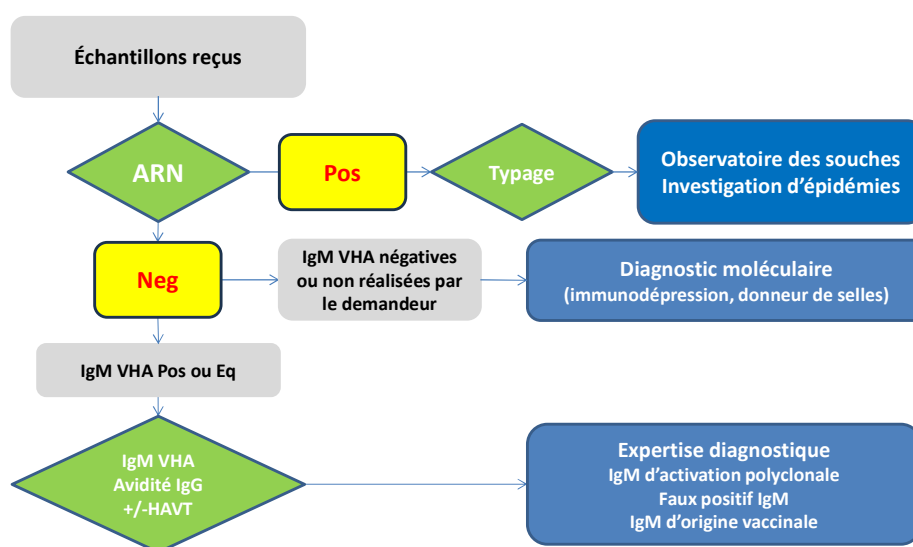 Échantillons reçus
ARN
Pos
Typage
Observatoire des souches
Investigation d'épidémies
Neg
IgM VHA négatives
ou non réalisées par
le demandeur
Diagnostic moléculaire
(immunodépression, donneur de selles)
IgM VHA Pos ou Eq
IgM VHA
Avidité IgG
+/-HAVT
Expertise diagnostique
IgM d'activation polyclonale
Faux positif IgM
IgM d'origine vaccinale